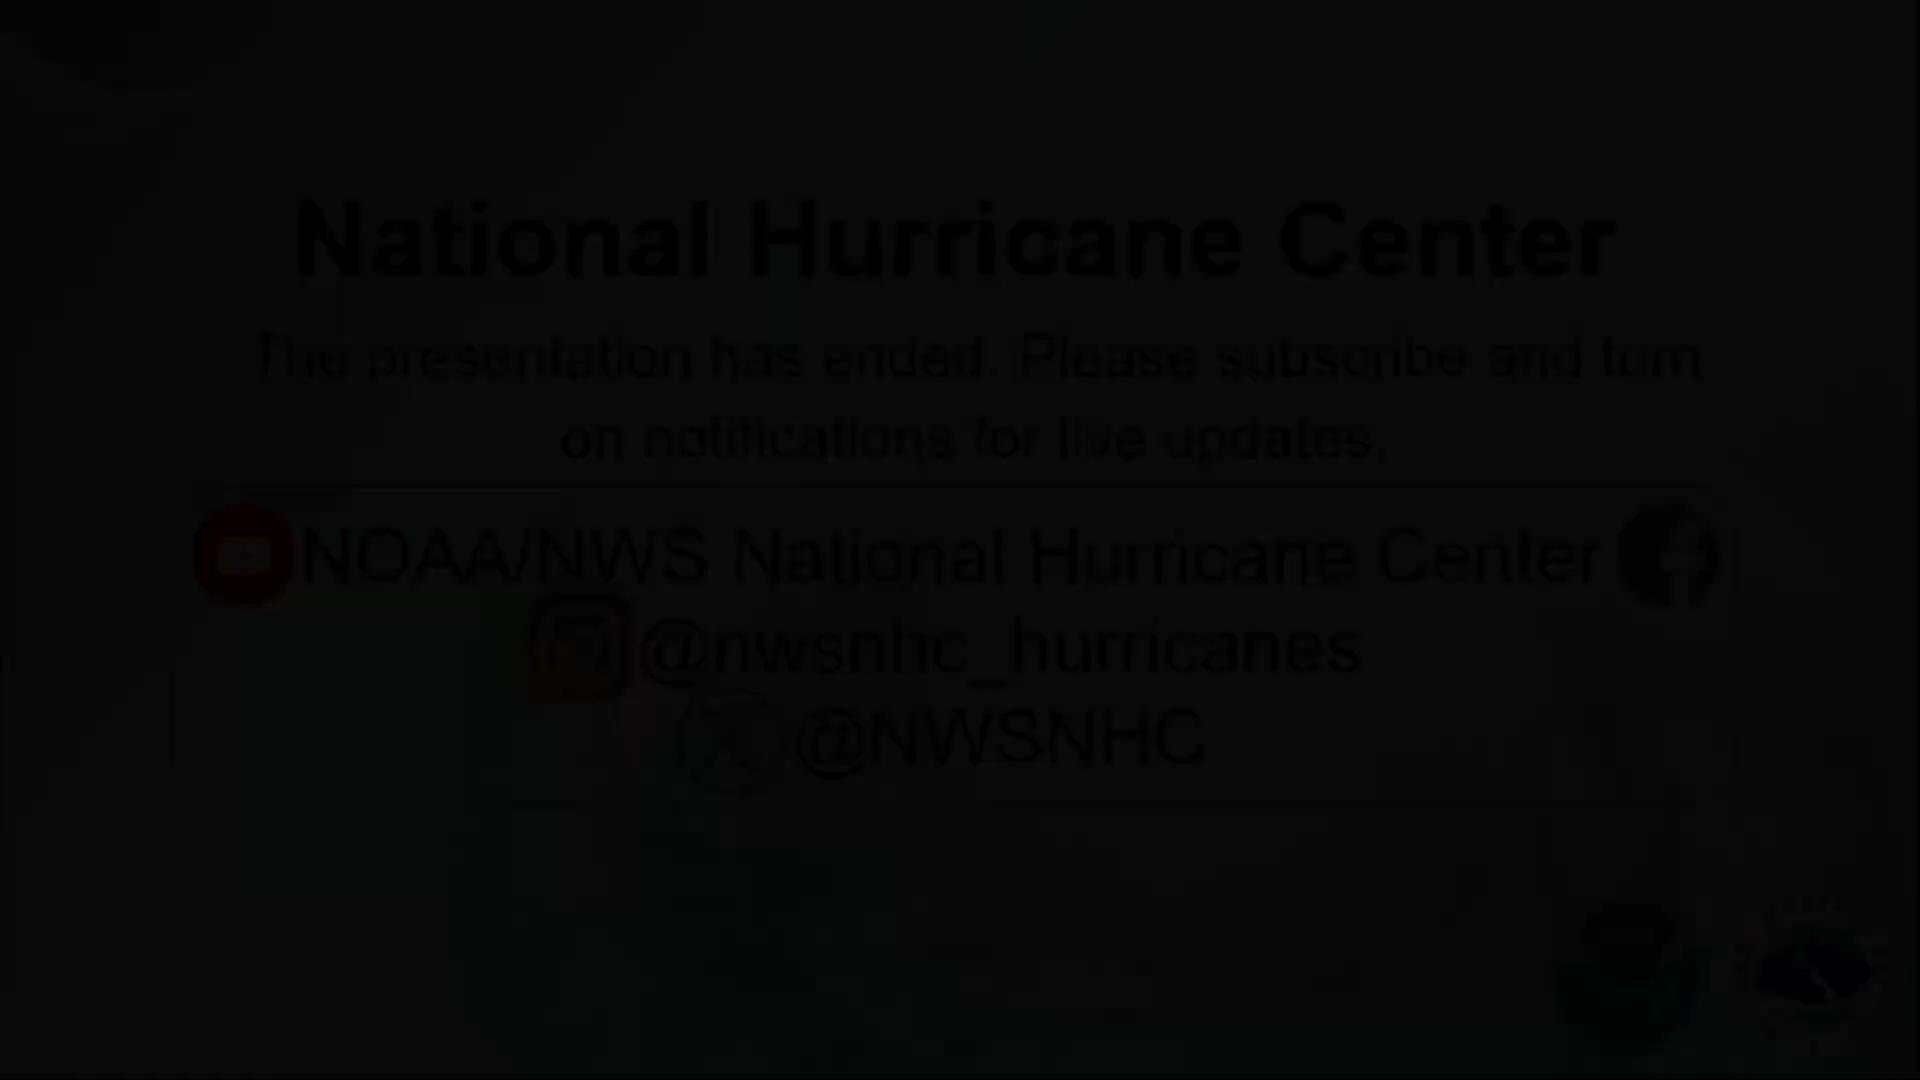 National Hurricane Center
The presentation has ended. Please subscribe and turn
on notifications for live updates.
NOAA/NWS National Hurricane Center
@nwsnhc_hurricanes
@NWSNHC